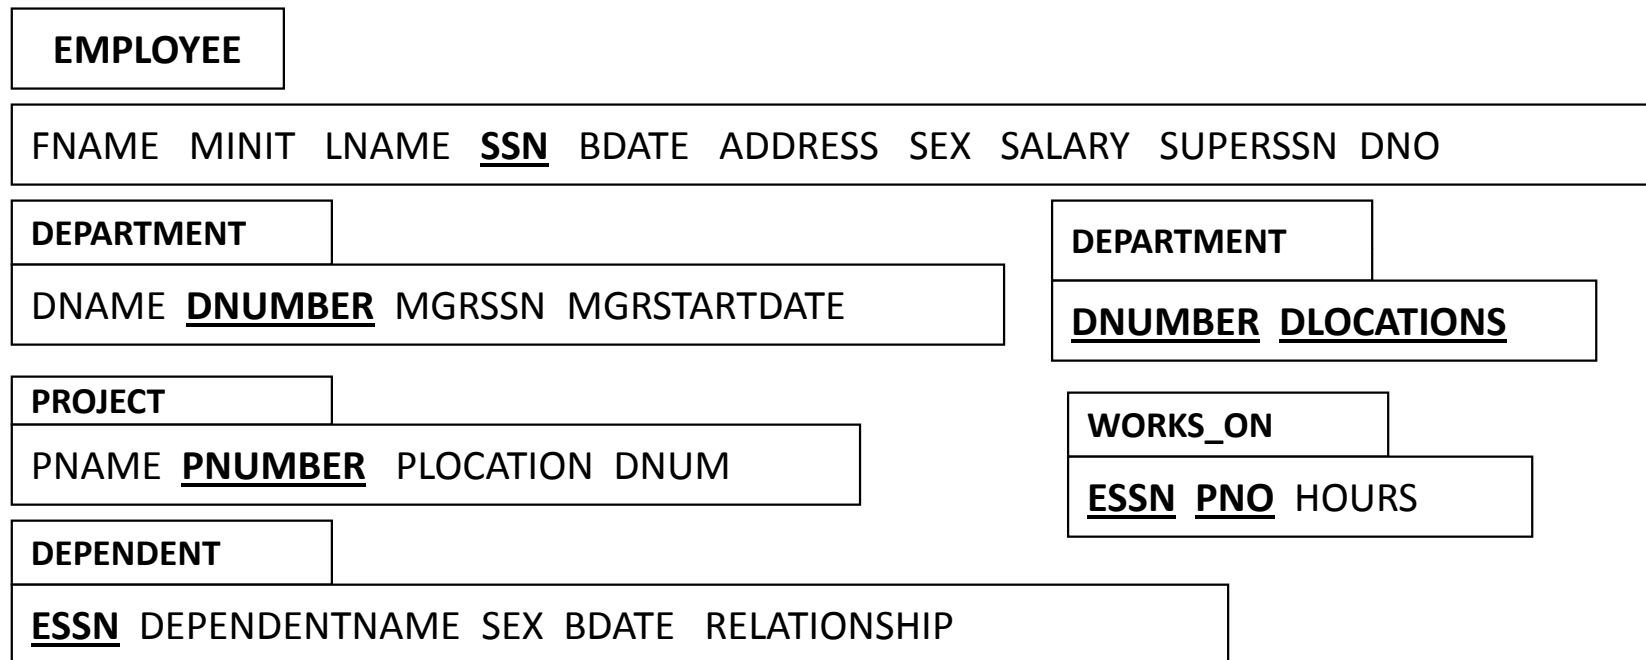 EMPLOYEE
FNAME MINIT LNAME SSN BDATE ADDRESS SEX SALARY SUPERSSN DNO
DEPARTMENT
DNAME DNUMBER MGRSSN MGRSTARTDATE
DEPARTMENT
DNUMBER DLOCATIONS
PROJECT
PNAME PNUMBER PLOCATION DNUM
WORKS_ON
ESSN PNO HOURS
DEPENDENT
ESSN DEPENDENTNAME SEX BDATE RELATIONSHIP